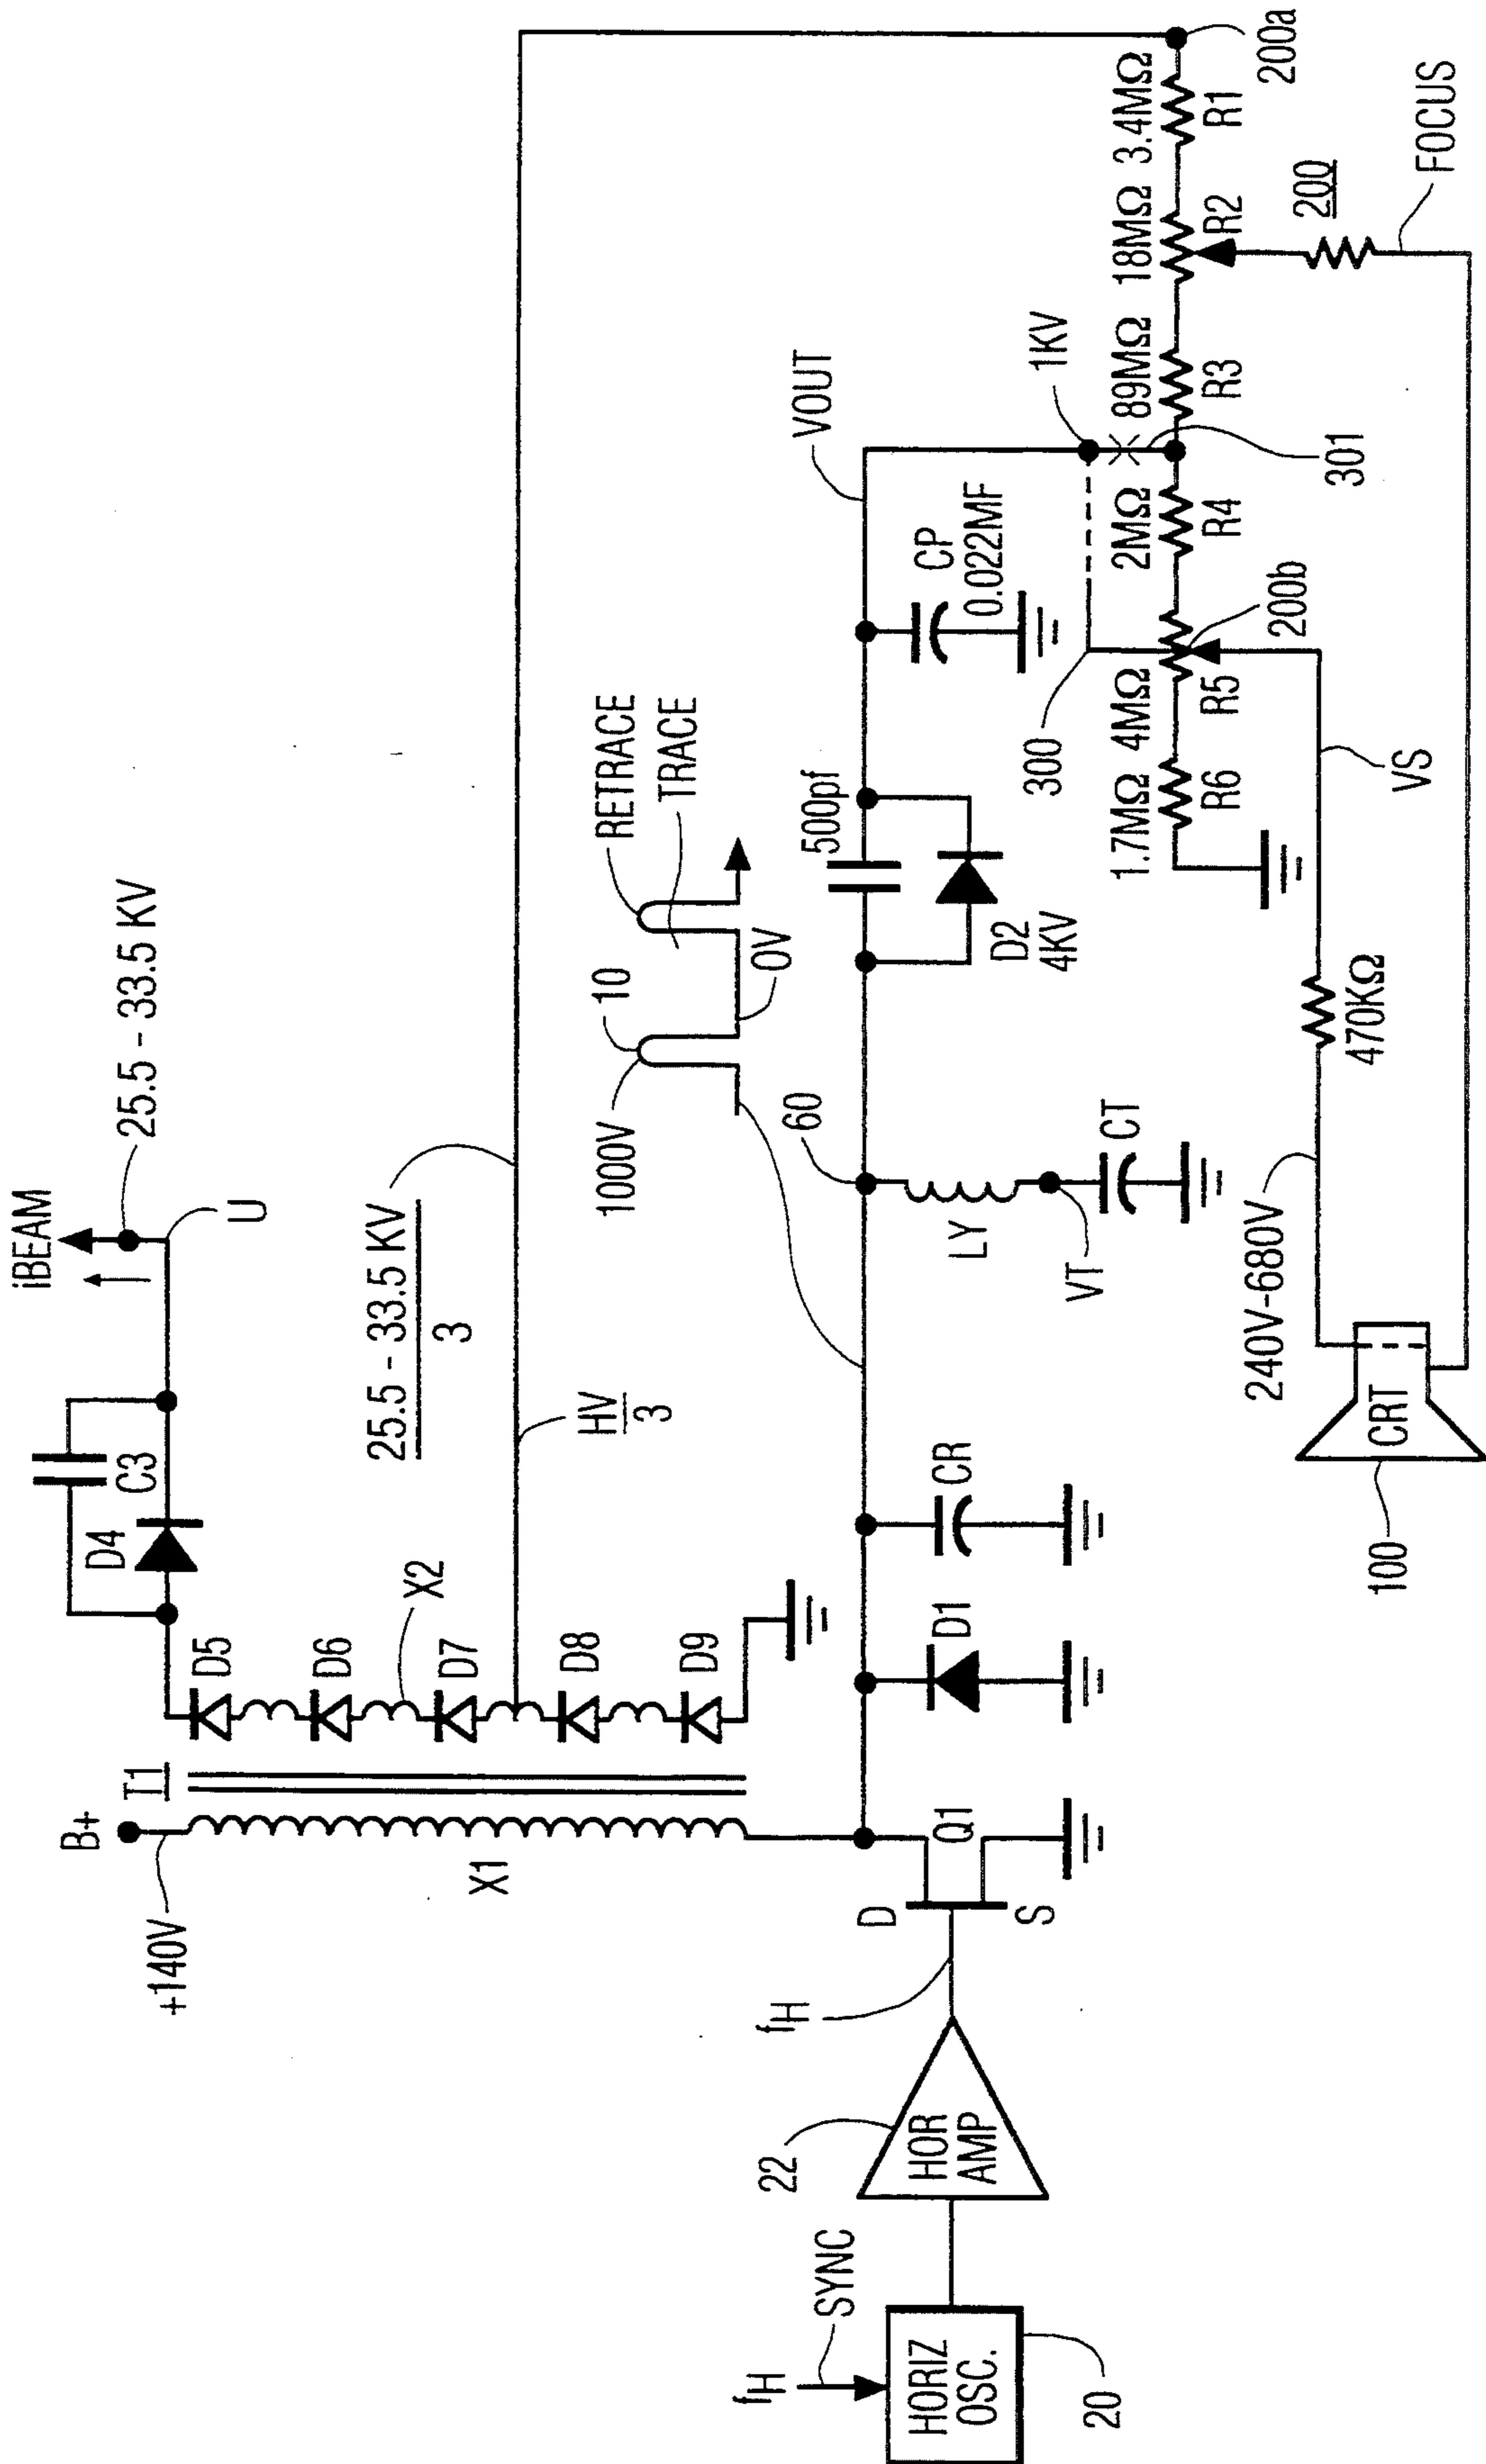 B+
+140V
T1
X1
X2
D5
D6
D7
D8
D9
D4
C3
iBEAM
25.5 - 33.5 KV
U
25.5 - 33.5 KV
3
HV
3
1000V
10
RETRACE
TRACE
0V
fH
SYNC
HORIZ
OSC.
20
22
HOR
AMP
fH
D
S
Q1
D1
CR
60
LY
VT
CT
500pf
D2
4KV
CP
0.022MF
VOUT
1KV
300
301
1.7MΩ
R6
4MΩ
R5
200b
2MΩ
R4
89MΩ
R3
18MΩ
R2
3.4MΩ
R1
200a
200
FOCUS
VS
470KΩ
240V-680V
CRT
100